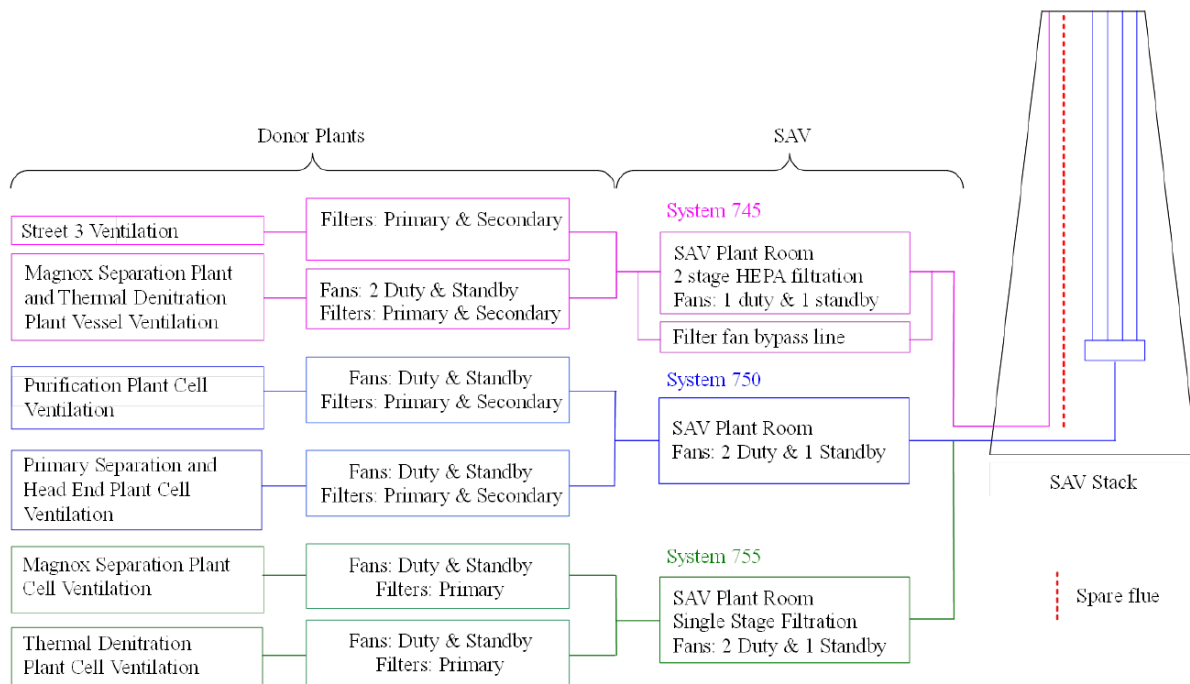 Donor Plants
SAV
Street 3 Ventilation
Filters: Primary & Secondary
Magnox Separation Plant
and Thermal Denitration
Plant Vessel Ventilation
Fans: 2 Duty & Standby
Filters: Primary & Secondary
System 745
SAV Plant Room
2 stage HEPA filtration
Fans: 1 duty & 1 standby
Filter fan bypass line
Purification Plant Cell
Ventilation
Fans: Duty & Standby
Filters: Primary & Secondary
Primary Separation and
Head End Plant Cell
Ventilation
Fans: Duty & Standby
Filters: Primary & Secondary
System 750
SAV Plant Room
Fans: 2 Duty & 1 Standby
Magnox Separation Plant
Cell Ventilation
Fans: Duty & Standby
Filters: Primary
Thermal Denitration
Plant Cell Ventilation
Fans: Duty & Standby
Filters: Primary
System 755
SAV Plant Room
Single Stage Filtration
Fans: 2 Duty & 1 Standby
SAV Stack
Spare flue